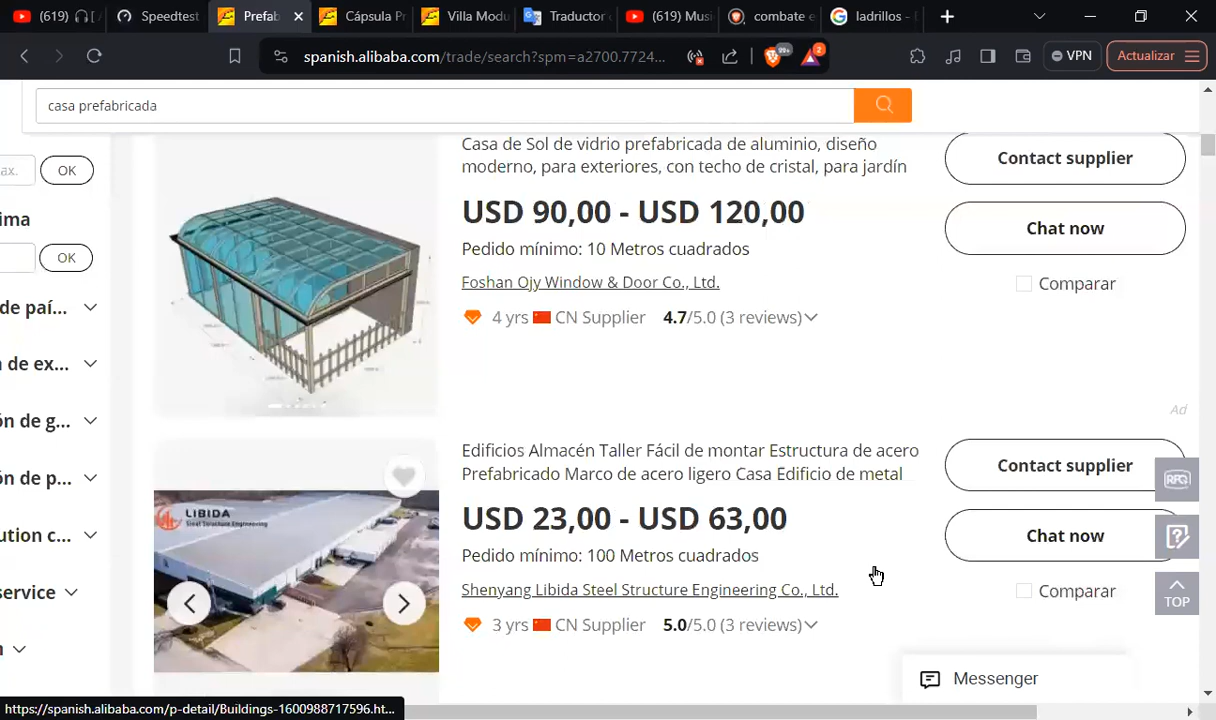 (619)
Speedtest
Prefab
Cápsula Pr
Villa Modu
Traductor
(619) Musi
combate e
ladrillos -
spanish.alibaba.com/trade/search?spm=a2700.7724...
99+
2
VPN
Actualizar
casa prefabricada
ax.
OK
ima
OK
de paí...
n de ex...
ón de g...
ón de p...
ution c...
service
n
Casa de Sol de vidrio prefabricada de aluminio, diseño
moderno, para exteriores, con techo de cristal, para jardín
USD 90,00 - USD 120,00
Pedido mínimo: 10 Metros cuadrados
Foshan Ojy Window & Door Co., Ltd.
4 yrs CN Supplier 4.7/5.0 (3 reviews)
Contact supplier
Chat now
Comparar
Ad
LIBIDA
Steel Structure Engineering
Edificios Almacén Taller Fácil de montar Estructura de acero
Prefabricado Marco de acero ligero Casa Edificio de metal
USD 23,00 - USD 63,00
Pedido mínimo: 100 Metros cuadrados
Shenyang Libida Steel Structure Engineering Co., Ltd.
3 yrs CN Supplier 5.0/5.0 (3 reviews)
Contact supplier
Chat now
Comparar
RFQ
TOP
Messenger
https://spanish.alibaba.com/p-detail/Buildings-1600988717596.ht...